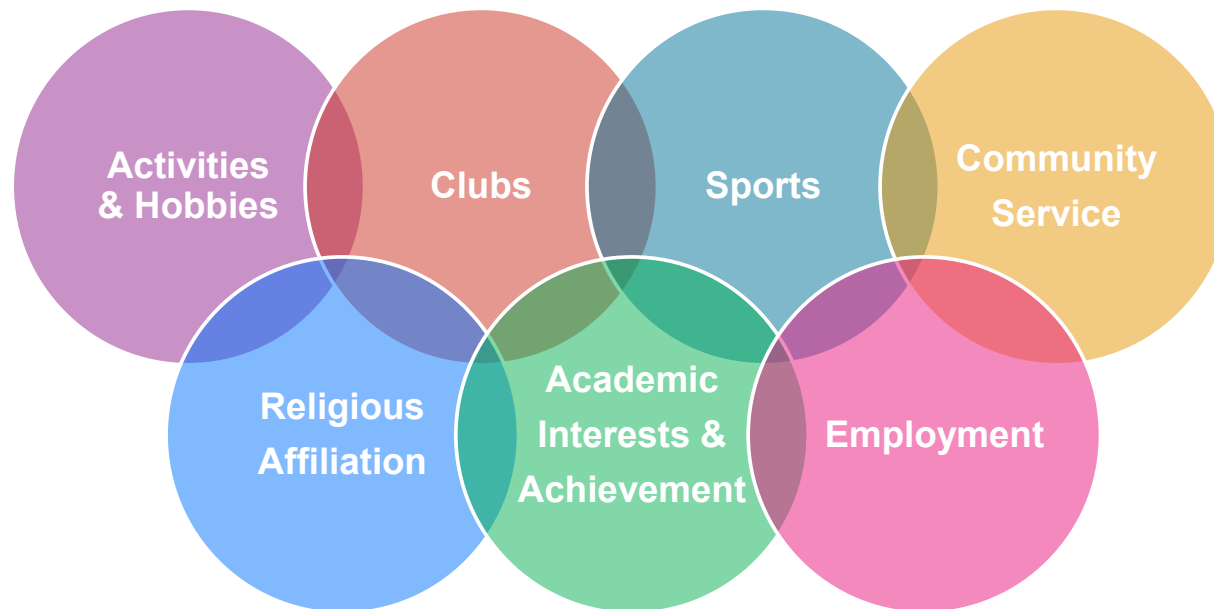 Activities
& Hobbies
Clubs
Sports
Community
Service
Religious
Affiliation
Academic
Interests &
Achievement
Employment